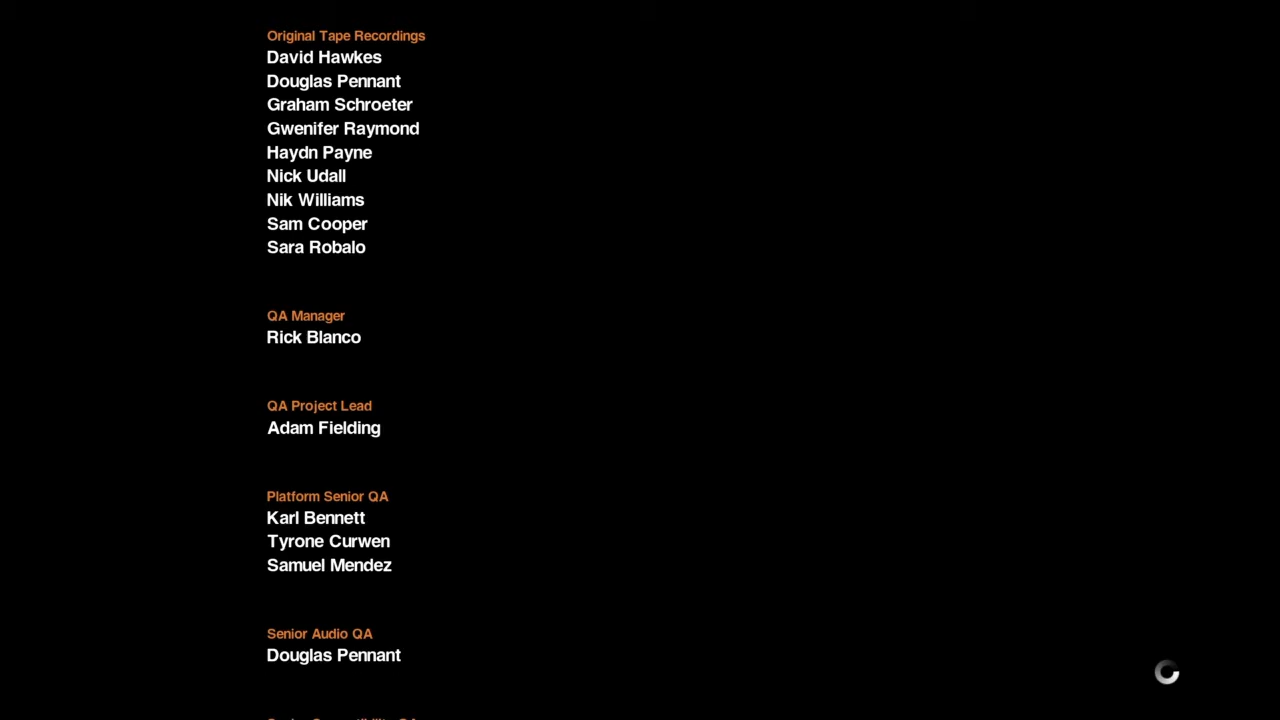 Original Tape Recordings
David Hawkes
Douglas Pennant
Graham Schroeter
Gwenifer Raymond
Haydn Payne
Nick Udall
Nik Williams
Sam Cooper
Sara Robalo
QA Manager
Rick Blanco
QA Project Lead
Adam Fielding
Platform Senior QA
Karl Bennett
Tyrone Curwen
Samuel Mendez
Senior Audio QA
Douglas Pennant